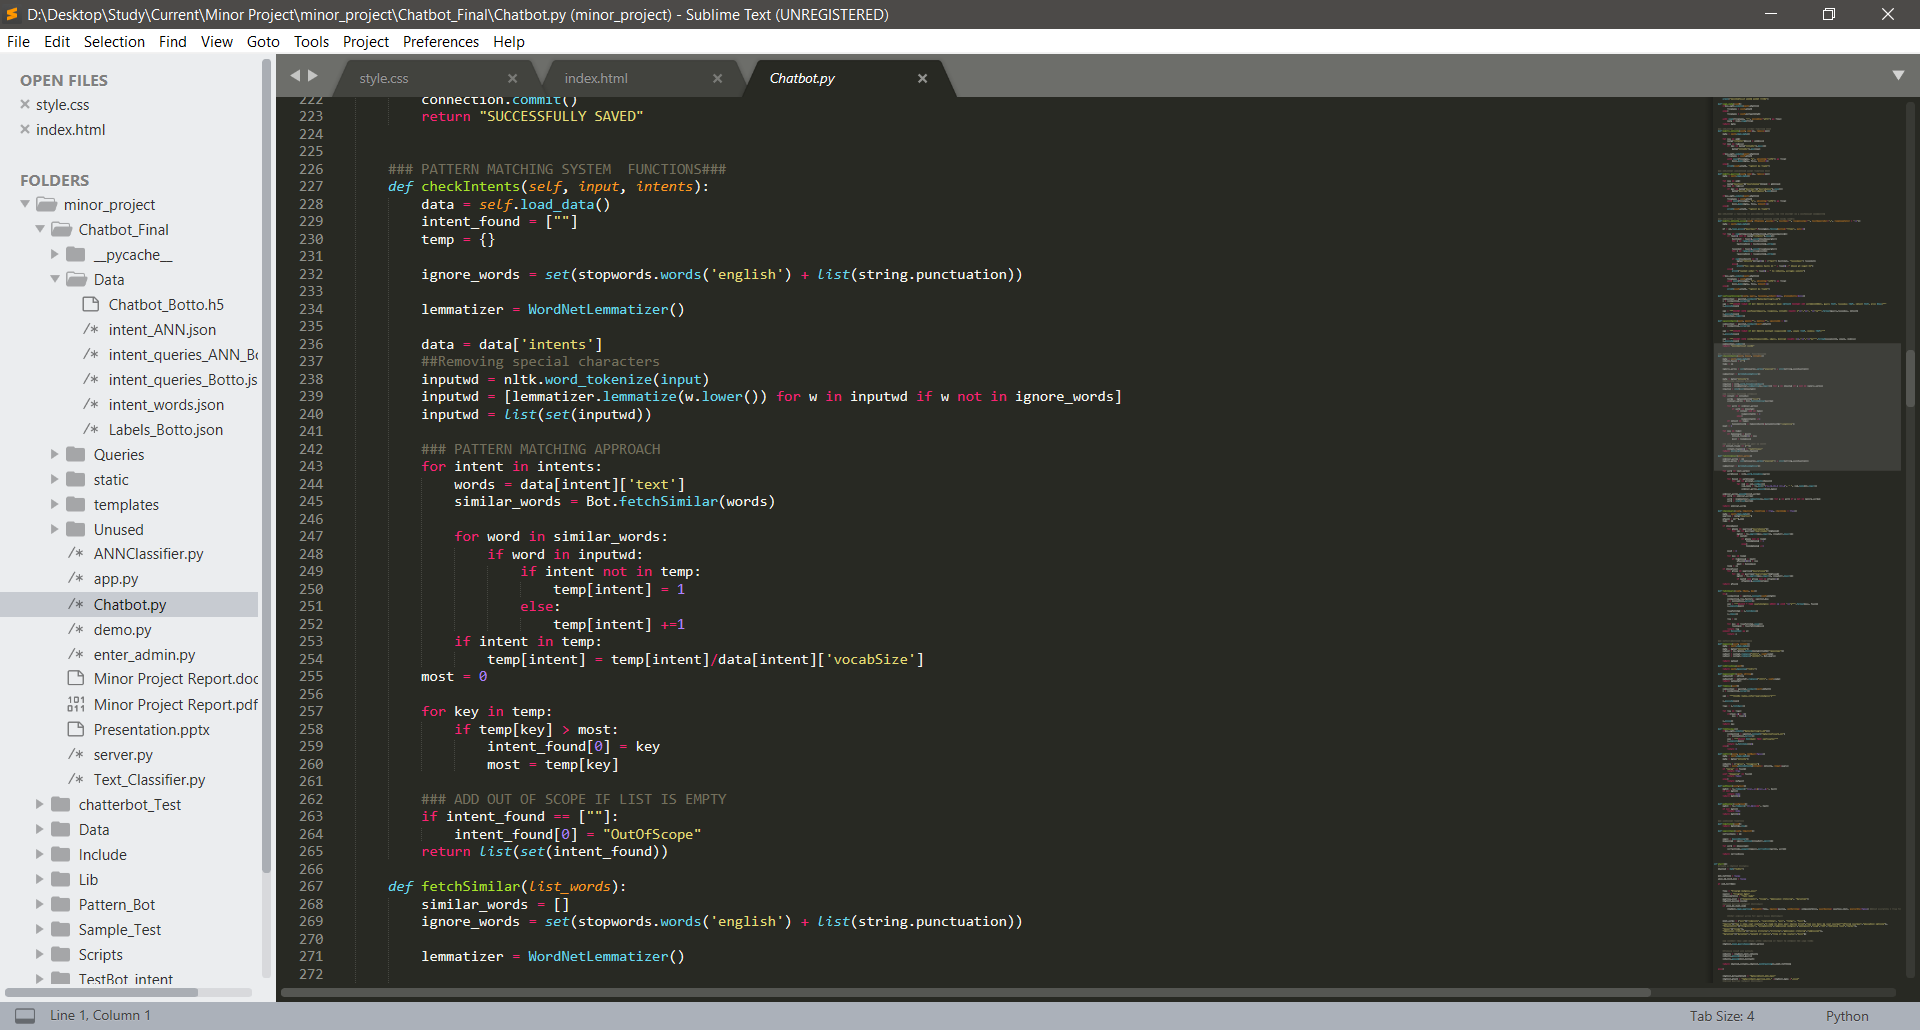 D:\Desktop\Study\Current\Minor Project\minor_project\Chatbot_Final\Chatbot.py (minor_project) - Sublime Text (UNREGISTERED)
File Edit Selection Find View Goto Tools Project Preferences Help
OPEN FILES
style.css
index.html
FOLDERS
minor_project
Chatbot_Final
__pycache__
Data
Chatbot_Botto.h5
/* intent_ANN.json
/* intent_queries_ANN_Bo
/* intent_queries_Botto.js
/* intent_words.json
/* Labels_Botto.json
Queries
static
templates
Unused
/* ANNClassifier.py
/* app.py
/* Chatbot.py
/* demo.py
/* enter_admin.py
Minor Project Report.doc
Minor Project Report.pdf
Presentation.pptx
/* server.py
/* Text_Classifier.py
chatterbot_Test
Data
Include
Lib
Pattern_Bot
Sample_Test
Scripts
TestBot_intent
style.css index.html Chatbot.py
222 connection.commit()
223 return "SUCCESSFULLY SAVED"
224
225
226 ### PATTERN MATCHING SYSTEM  FUNCTIONS###
227 def checkIntents(self, input, intents):
228 data = self.load_data()
229 intent_found = [""]
230 temp = {}
231
232 ignore_words = set(stopwords.words('english') + list(string.punctuation))
233
234 lemmatizer = WordNetLemmatizer()
235
236 data = data['intents']
237 ##Removing special characters
238 inputwd = nltk.word_tokenize(input)
239 inputwd = [lemmatizer.lemmatize(w.lower()) for w in inputwd if w not in ignore_words]
240 inputwd = list(set(inputwd))
241
242 ### PATTERN MATCHING APPROACH
243 for intent in intents:
244 words = data[intent]['text']
245 similar_words = Bot.fetchSimilar(words)
246
247 for word in similar_words:
248 if word in inputwd:
249 if intent not in temp:
250 temp[intent] = 1
251 else:
252 temp[intent] +=1
253 if intent in temp:
254 temp[intent] = temp[intent]/data[intent]['vocabSize']
255 most = 0
256
257 for key in temp:
258 if temp[key] > most:
259 intent_found[0] = key
260 most = temp[key]
261
262 ### ADD OUT OF SCOPE IF LIST IS EMPTY
263 if intent_found == [""]:
264 intent_found[0] = "OutOfScope"
265 return list(set(intent_found))
266
267 def fetchSimilar(list_words):
268 similar_words = []
269 ignore_words = set(stopwords.words('english') + list(string.punctuation))
270
271 lemmatizer = WordNetLemmatizer()
272
Line 1, Column 1 Tab Size: 4 Python